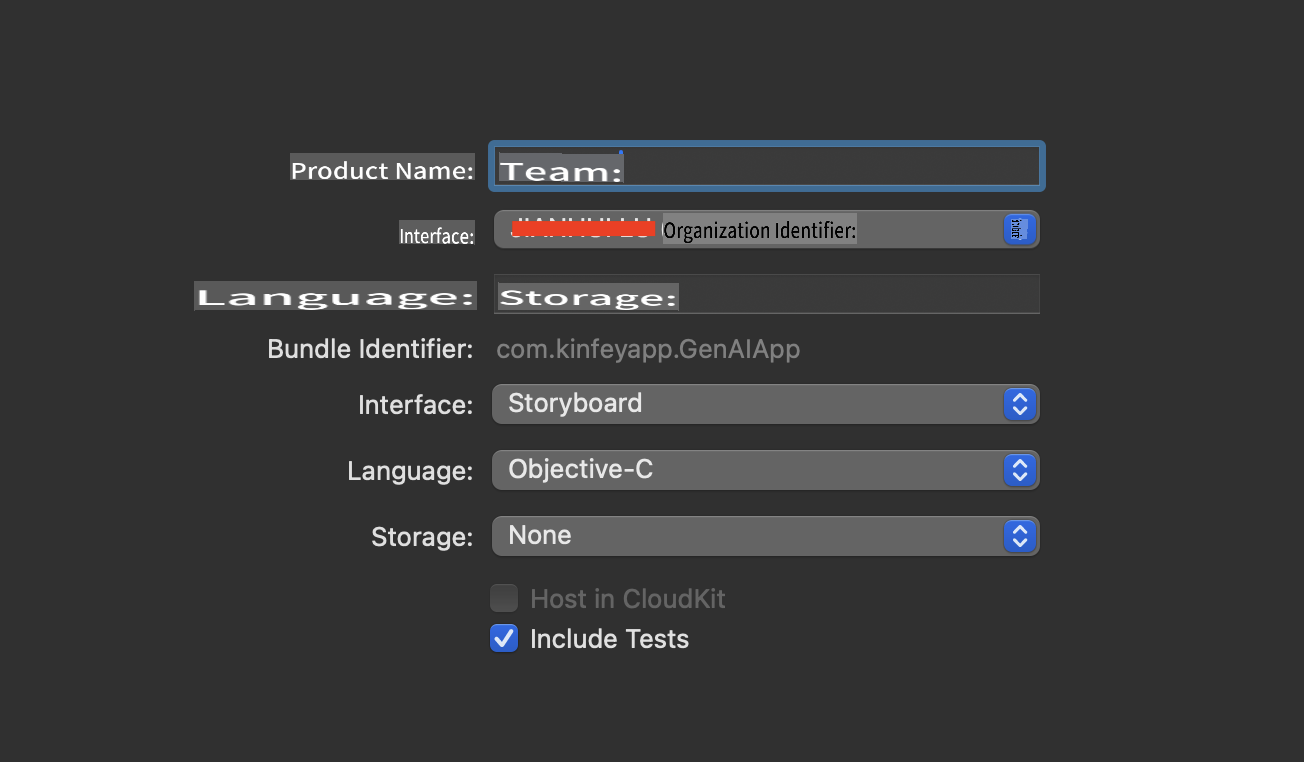 Product Name: Team:
Interface: Organization Identifier:
Language: Storage:
Bundle Identifier: com.kinfeyapp.GenAIApp
Interface: Storyboard
Language: Objective-C
Storage: None
Host in CloudKit
Include Tests